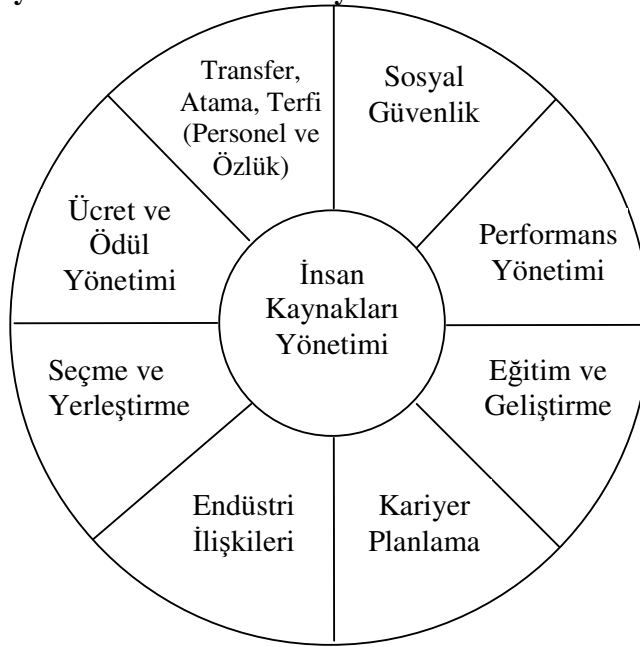 Transfer,
Atama, Terfi
(Personel ve
Özlük)
Sosyal
Güvenlik
Performans
Yönetimi
Eğitim ve
Geliştirme
Kariyer
Planlama
Endüstri
İlişkileri
Seçme ve
Yerleştirme
Ücret ve
Ödül
Yönetimi
İnsan
Kaynakları
Yönetimi